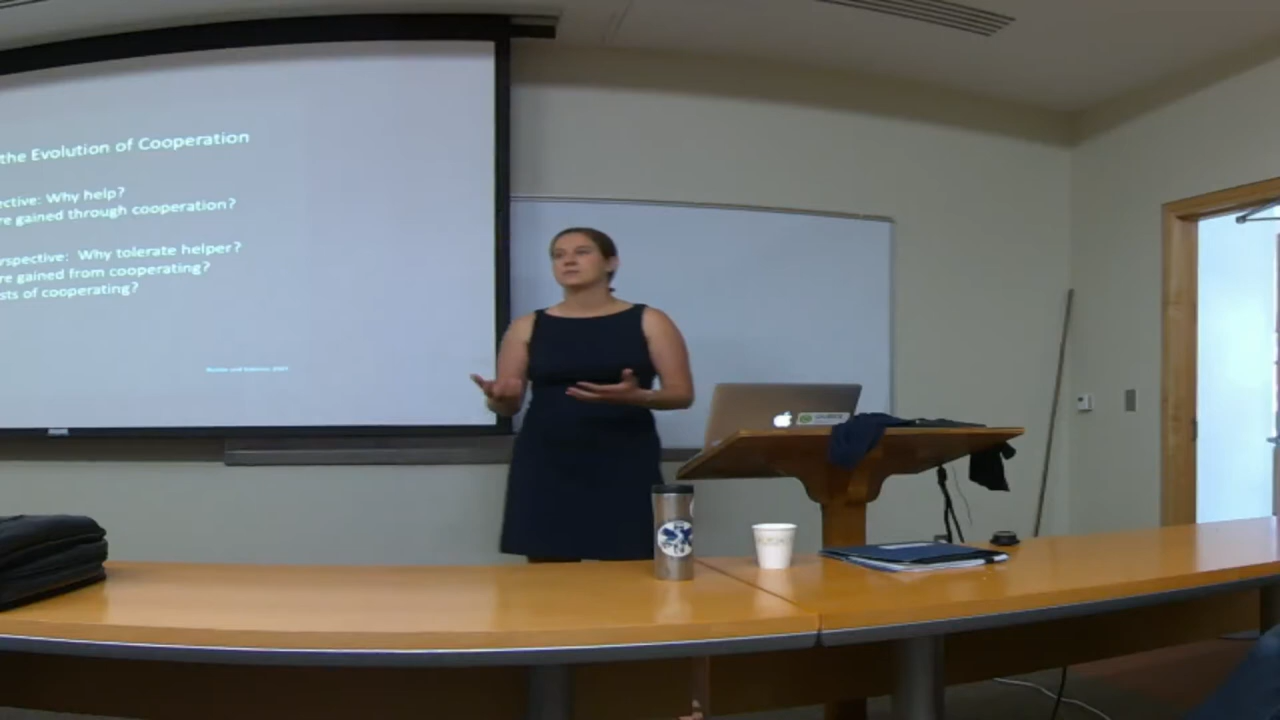 the Evolution of Cooperation
ective: Why help?
re gained through cooperation?
rspective: Why tolerate helper?
re gained from cooperating?
sts of cooperating?